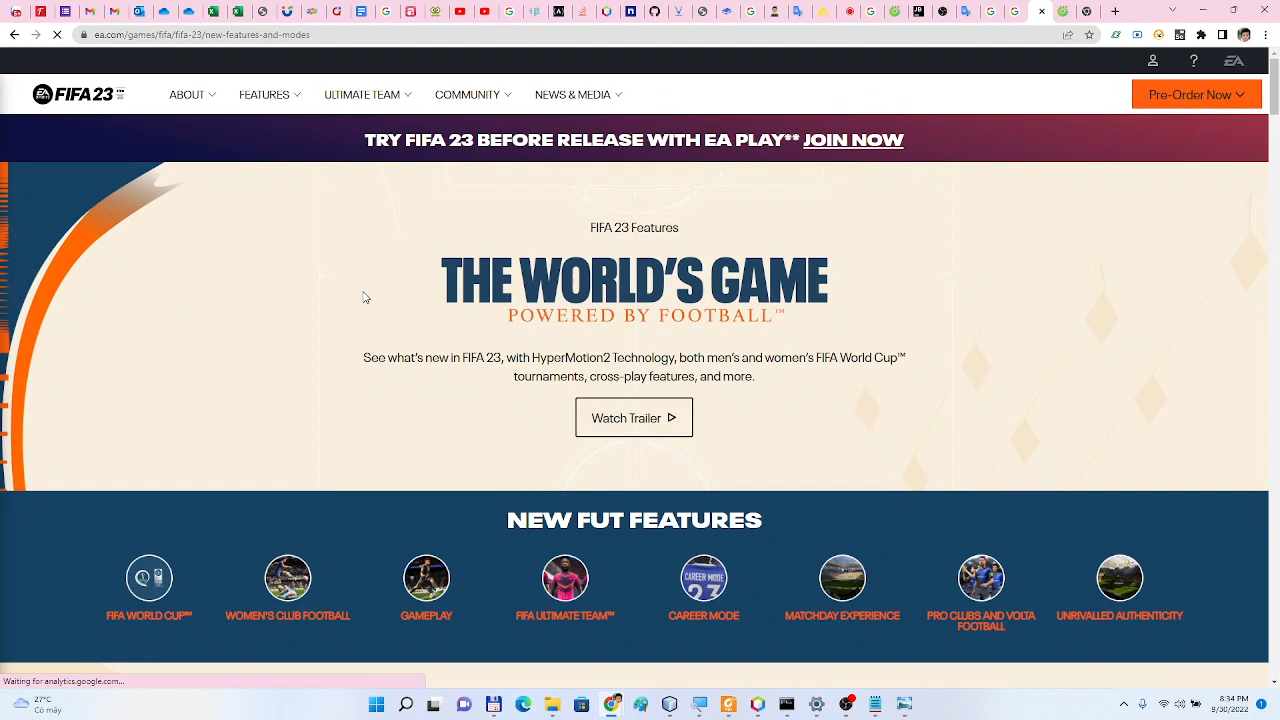 ea.com/games/fifa/fifa-23/new-features-and-modes
EA SPORTS FIFA 23
ABOUT
FEATURES
ULTIMATE TEAM
COMMUNITY
NEWS & MEDIA
Pre-Order Now
TRY FIFA 23 BEFORE RELEASE WITH EA PLAY** JOIN NOW
FIFA 23 Features
THE WORLD'S GAME
POWERED BY FOOTBALL™
See what's new in FIFA 23, with HyperMotion2 Technology, both men's and women's FIFA World Cup™
tournaments, cross-play features, and more.
Watch Trailer
NEW FUT FEATURES
CAREER MODE
23
FIFA WORLD CUP™
WOMEN'S CLUB FOOTBALL
GAMEPLAY
FIFA ULTIMATE TEAM™
CAREER MODE
MATCHDAY EXPERIENCE
PRO CLUBS AND VOLTA
FOOTBALL
UNRIVALLED AUTHENTICITY
Waiting for analytics.google.com...
27°C
Có mây
8:34 PM
9/30/2022